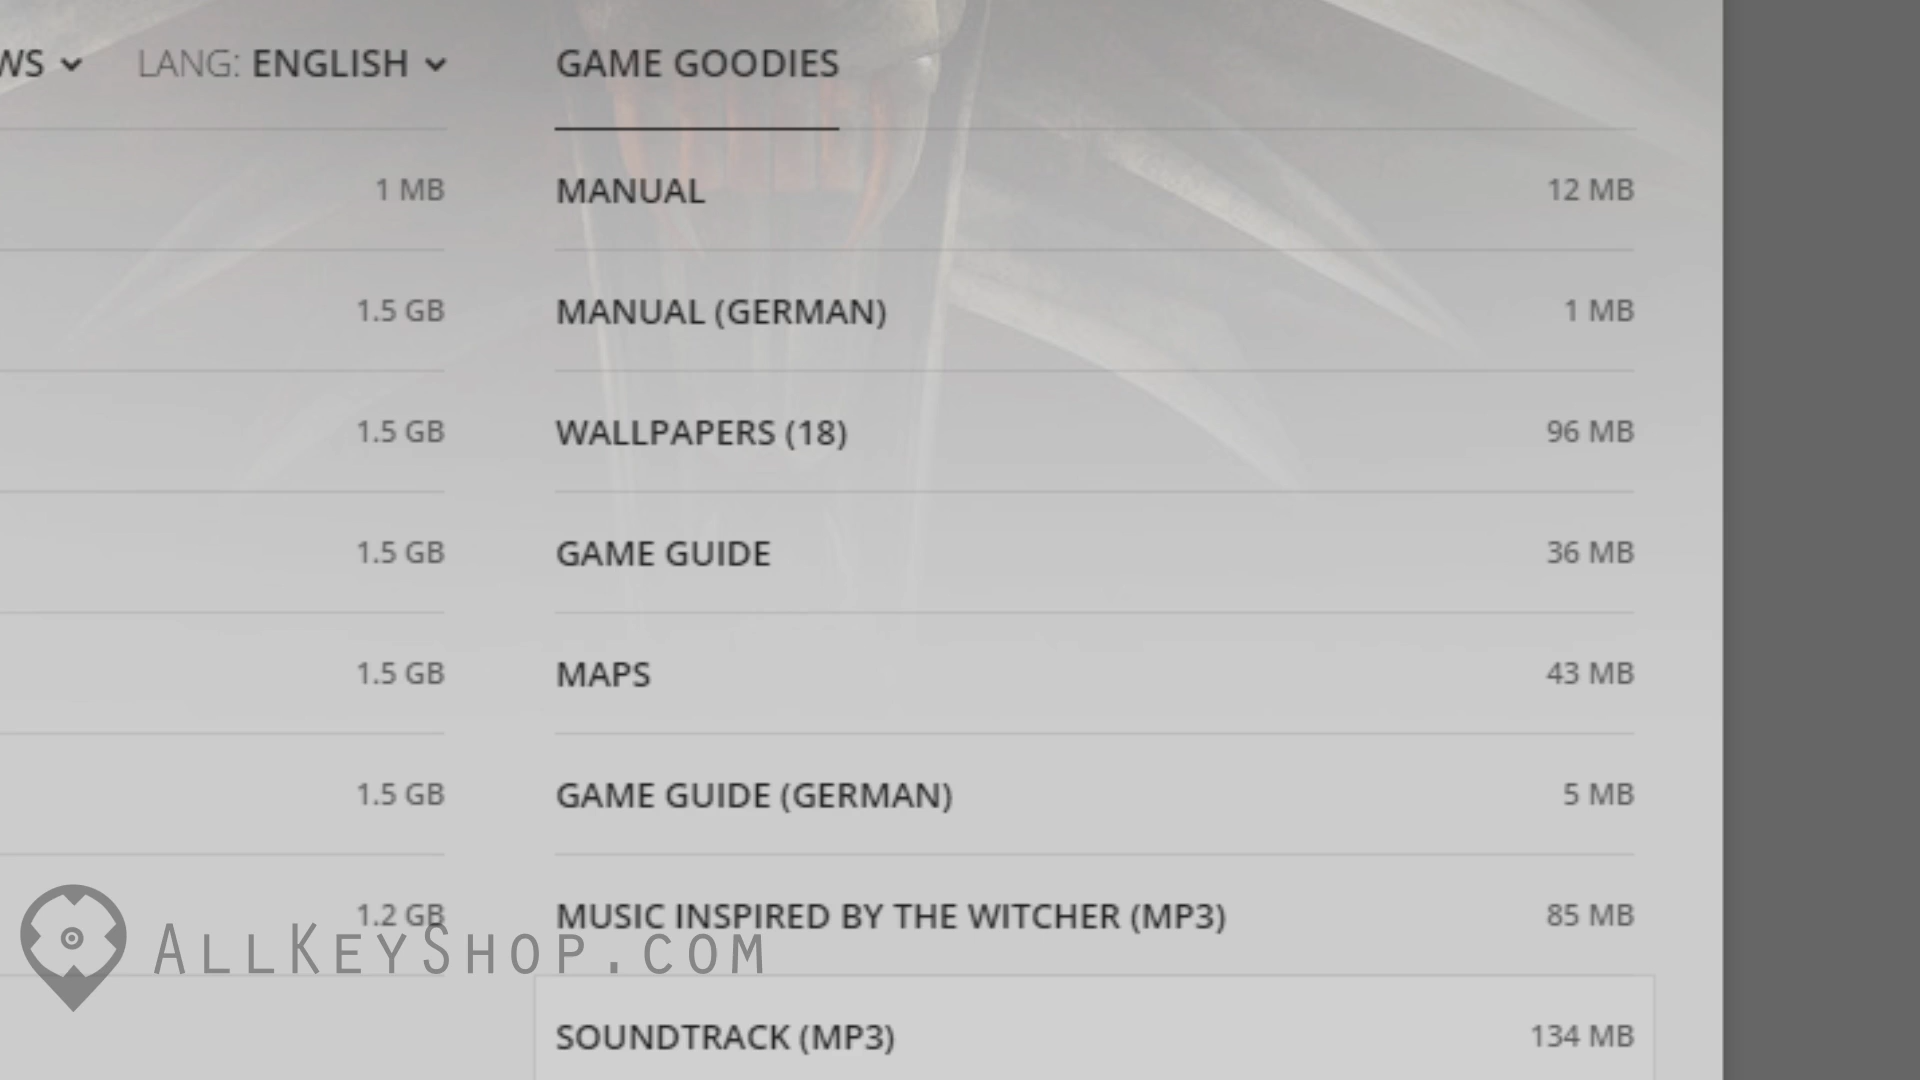 WS LANG: ENGLISH GAME GOODIES
1 MB MANUAL 12 MB
1.5 GB MANUAL (GERMAN) 1 MB
1.5 GB WALLPAPERS (18) 96 MB
1.5 GB GAME GUIDE 36 MB
1.5 GB MAPS 43 MB
1.5 GB GAME GUIDE (GERMAN) 5 MB
1.2 GB MUSIC INSPIRED BY THE WITCHER (MP3) 85 MB
ALLKEYSHOP.COM
SOUNDTRACK (MP3) 134 MB